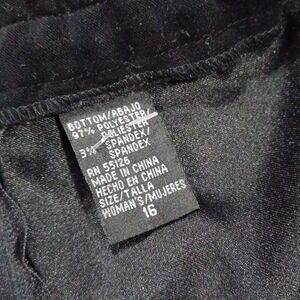 BOTTOM/ABAJO
97% POLYESTER/
POLIESTER
3% SPANDEX/
SPANDEX
RN 55126
MADE IN CHINA
HECHO EN CHINA
SIZE/TALLA
WOMAN'S/MUJERES
16